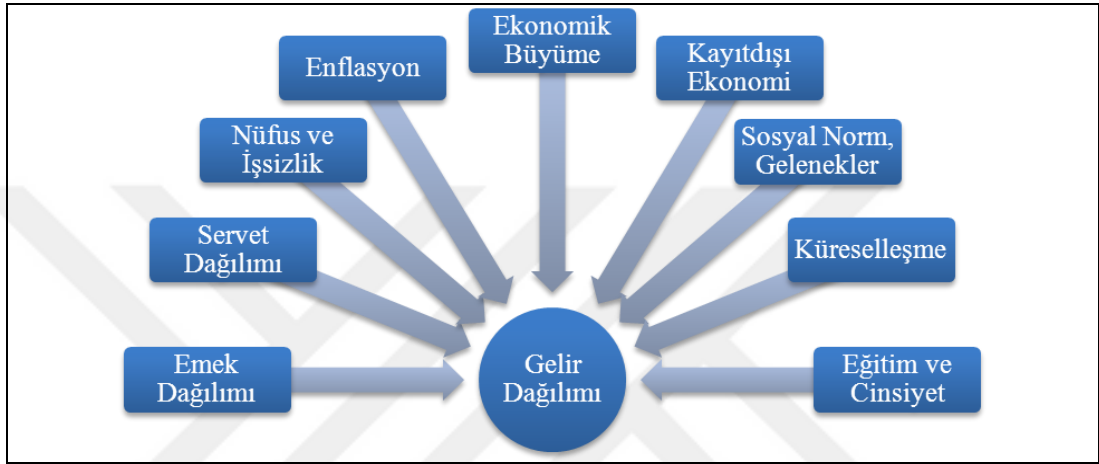 Ekonomik
Büyüme
Enflasyon
Kayıtdışı
Ekonomi
Nüfus ve
İşsizlik
Sosyal Norm,
Gelenekler
Servet
Dağılımı
Küreselleşme
Emek
Dağılımı
Gelir
Dağılımı
Eğitim ve
Cinsiyet